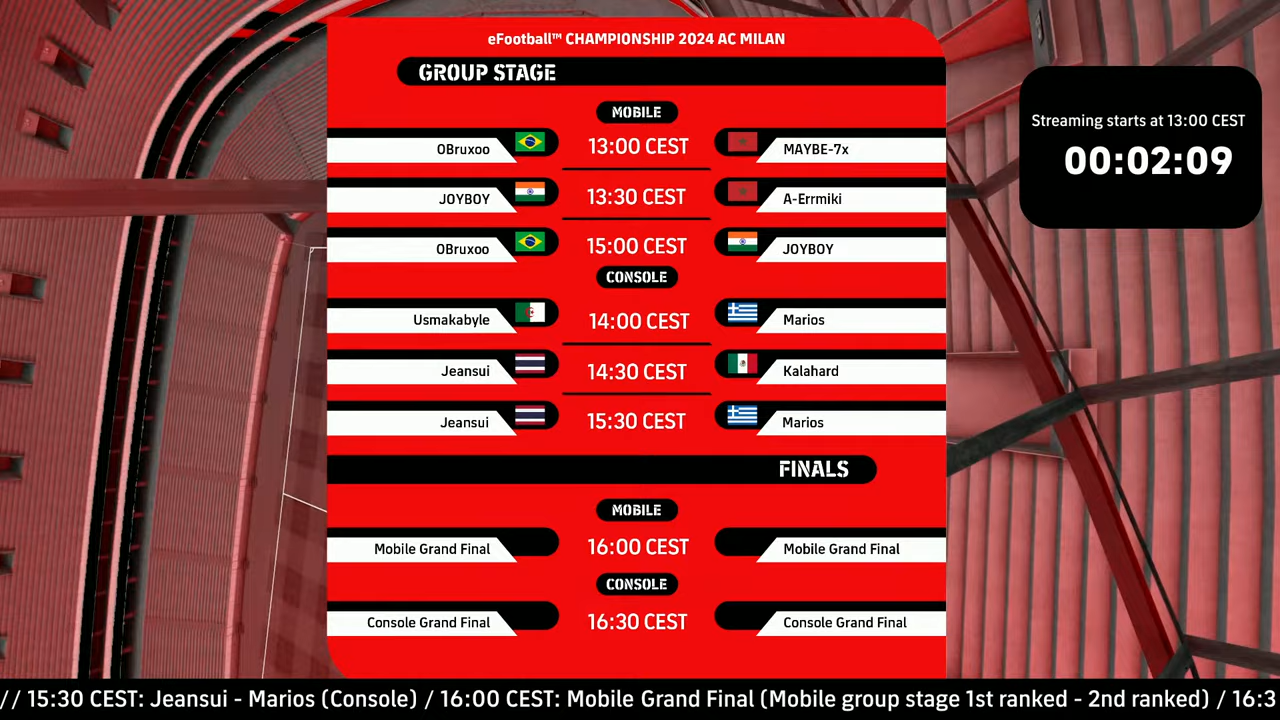 eFootball™ CHAMPIONSHIP 2024 AC MILAN
GROUP STAGE
Streaming starts at 13:00 CEST
00:02:09
MOBILE
OBruxoo 13:00 CEST MAYBE-7x
JOYBOY 13:30 CEST A-Errmiki
OBruxoo 15:00 CEST JOYBOY
CONSOLE
Usmakabyle 14:00 CEST Marios
Jeansui 14:30 CEST Kalahard
Jeansui 15:30 CEST Marios
FINALS
MOBILE
Mobile Grand Final 16:00 CEST Mobile Grand Final
CONSOLE
Console Grand Final 16:30 CEST Console Grand Final
// 15:30 CEST: Jeansui - Marios (Console) / 16:00 CEST: Mobile Grand Final (Mobile group stage 1st ranked - 2nd ranked) / 16:3